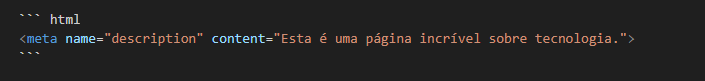 ``` html
<meta name="description" content="Esta é uma página incrível sobre tecnologia.">
```